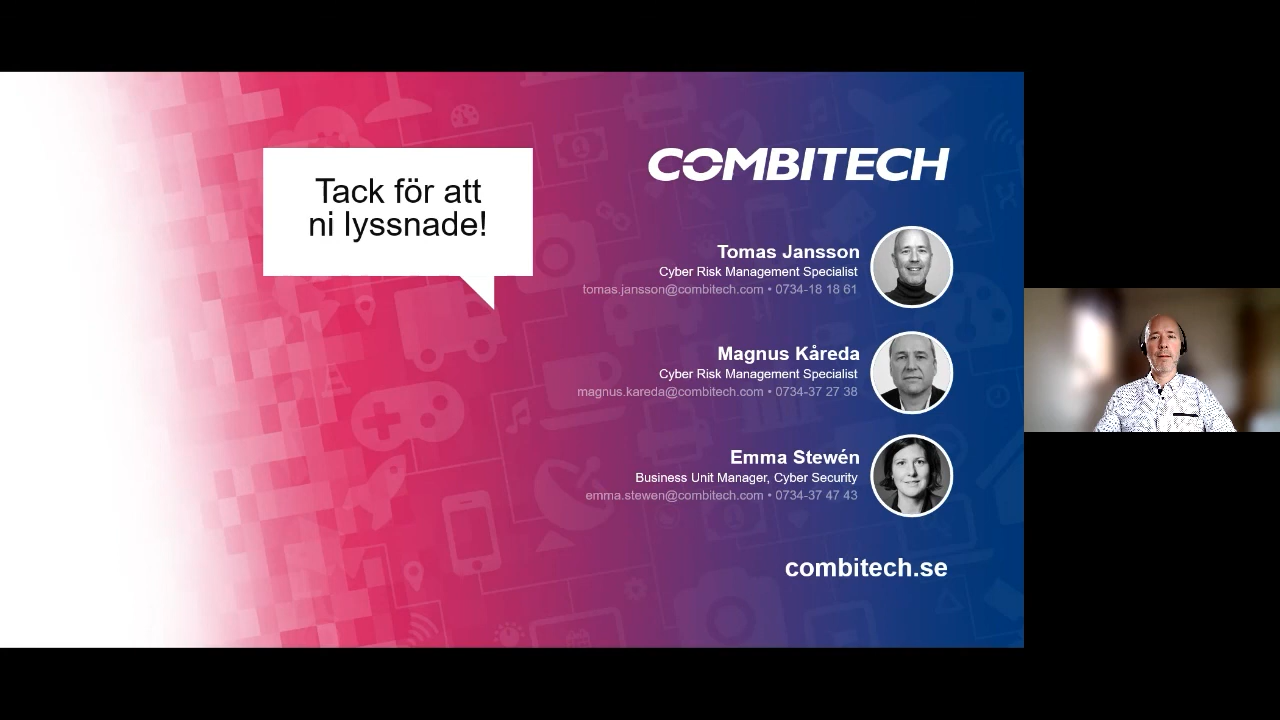 Tack för att
ni lyssnade!
COMBITECH
Tomas Jansson
Cyber Risk Management Specialist
tomas.jansson@combitech.com • 0734-18 18 61
Magnus Kåreda
Cyber Risk Management Specialist
magnus.kareda@combitech.com • 0734-37 27 38
Emma Stewén
Business Unit Manager, Cyber Security
emma.stewen@combitech.com • 0734-37 47 43
combitech.se